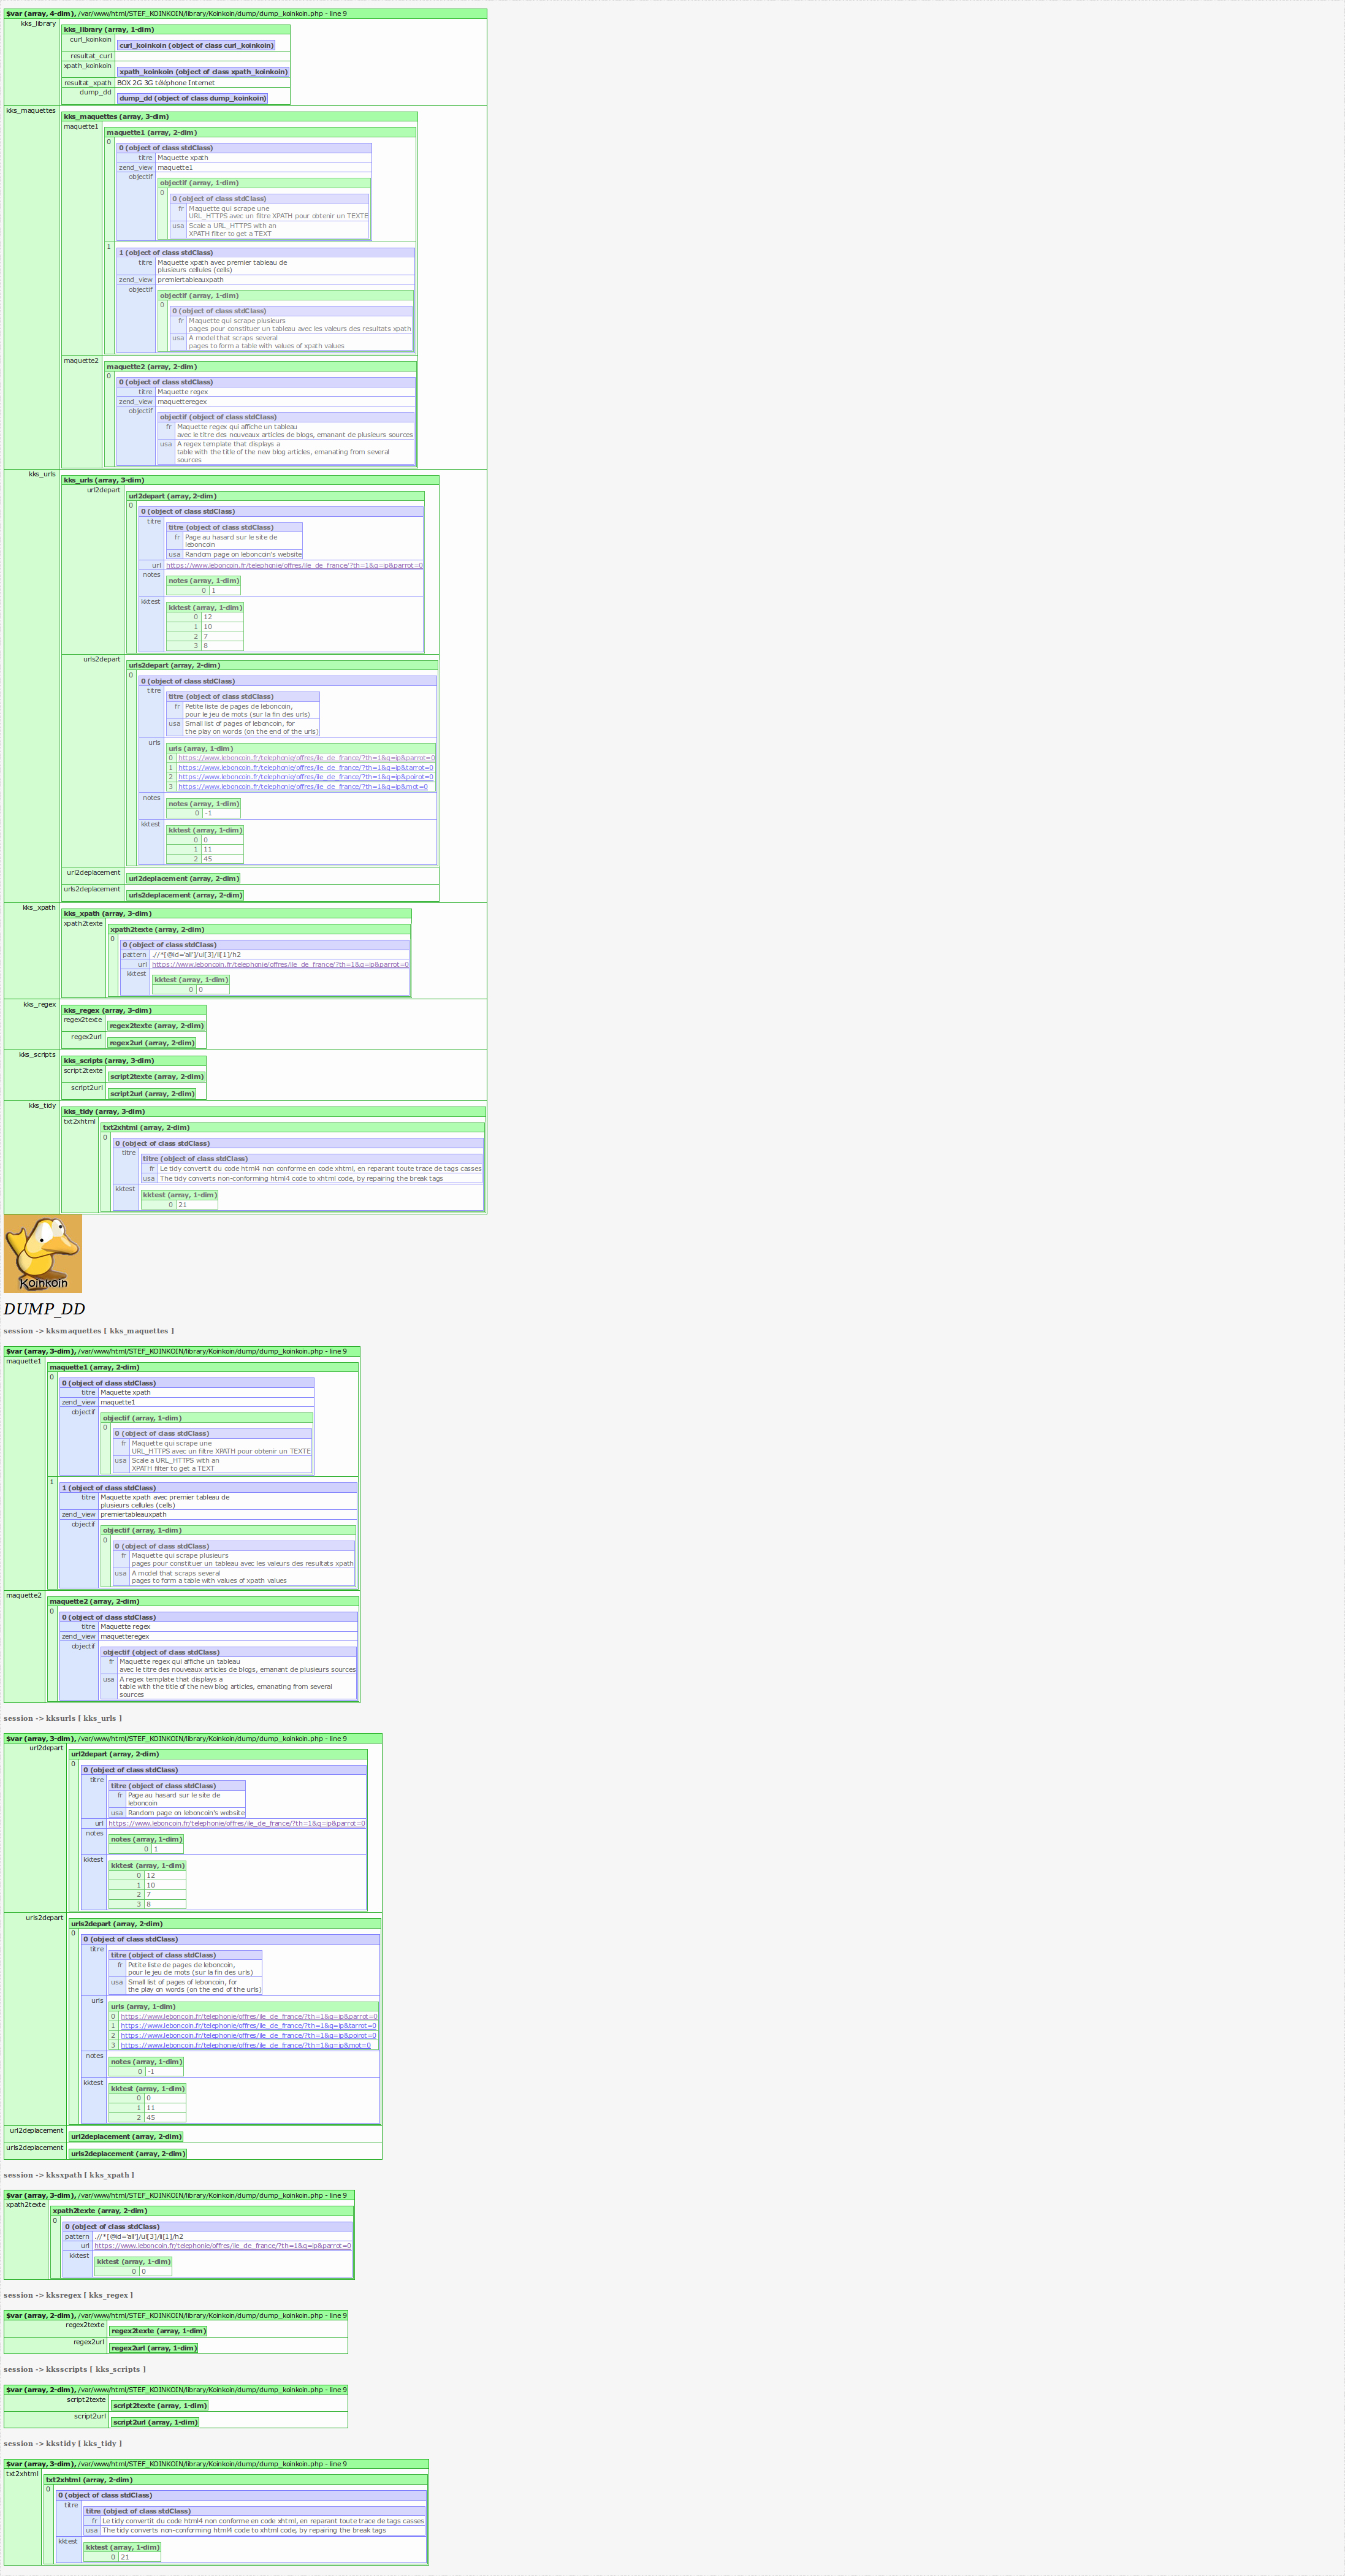 $var (array, 4-dim), /var/www/html/STEF_KOINKOIN/library/Koinkoin/dump/dump_koinkoin.php - line 9
kks_library
kks_library (array, 1-dim)
curl_koinkoin
curl_koinkoin (object of class curl_koinkoin)
resultat_curl
xpath_koinkoin
xpath_koinkoin (object of class xpath_koinkoin)
resultat_xpath BOX 2G 3G téléphone Internet
dump_dd
dump_dd (object of class dump_koinkoin)
kks_maquettes
kks_maquettes (array, 3-dim)
maquette1
maquette1 (array, 2-dim)
0
0 (object of class stdClass)
titre Maquette xpath
zend_view maquette1
objectif
objectif (array, 1-dim)
0
0 (object of class stdClass)
fr Maquette qui scrape une
URL_HTTPS avec un filtre XPATH pour obtenir un TEXTE
usa Scale a URL_HTTPS with an
XPATH filter to get a TEXT
1
1 (object of class stdClass)
titre Maquette xpath avec premier tableau de
plusieurs cellules (cells)
zend_view premiertableauxpath
objectif
objectif (array, 1-dim)
0
0 (object of class stdClass)
fr Maquette qui scrape plusieurs
pages pour constituer un tableau avec les valeurs des resultats xpath
usa A model that scraps several
pages to form a table with values of xpath values
maquette2
maquette2 (array, 2-dim)
0
0 (object of class stdClass)
titre Maquette regex
zend_view maquetteregex
objectif
objectif (object of class stdClass)
fr Maquette regex qui affiche un tableau
avec le titre des nouveaux articles de blogs, emanant de plusieurs sources
usa A regex template that displays a
table with the title of the new blog articles, emanating from several
sources
kks_urls
kks_urls (array, 3-dim)
url2depart
url2depart (array, 2-dim)
0
0 (object of class stdClass)
titre
titre (object of class stdClass)
fr Page au hasard sur le site de
leboncoin
usa Random page on leboncoin's website
url https://www.leboncoin.fr/telephonie/offres/ile_de_france/?th=1&q=ip&parrot=0
notes
notes (array, 1-dim)
0 1
kktest
kktest (array, 1-dim)
0 12
1 10
2 7
3 8
urls2depart
urls2depart (array, 2-dim)
0
0 (object of class stdClass)
titre
titre (object of class stdClass)
fr Petite liste de pages de leboncoin,
pour le jeu de mots (sur la fin des urls)
usa Small list of pages of leboncoin, for
the play on words (on the end of the urls)
urls
urls (array, 1-dim)
0 https://www.leboncoin.fr/telephonie/offres/ile_de_france/?th=1&q=ip&parrot=0
1 https://www.leboncoin.fr/telephonie/offres/ile_de_france/?th=1&q=ip&tarrot=0
2 https://www.leboncoin.fr/telephonie/offres/ile_de_france/?th=1&q=ip&poirot=0
3 https://www.leboncoin.fr/telephonie/offres/ile_de_france/?th=1&q=ip&mot=0
notes
notes (array, 1-dim)
0 -1
kktest
kktest (array, 1-dim)
0 0
1 11
2 45
url2deplacement
url2deplacement (array, 2-dim)
urls2deplacement
urls2deplacement (array, 2-dim)
kks_xpath
kks_xpath (array, 3-dim)
xpath2texte
xpath2texte (array, 2-dim)
0
0 (object of class stdClass)
pattern .//*[@id='all']/ul[3]/li[1]/h2
url https://www.leboncoin.fr/telephonie/offres/ile_de_france/?th=1&q=ip&parrot=0
kktest
kktest (array, 1-dim)
0 0
kks_regex
kks_regex (array, 3-dim)
regex2texte
regex2texte (array, 2-dim)
regex2url
regex2url (array, 2-dim)
kks_scripts
kks_scripts (array, 3-dim)
script2texte
script2texte (array, 2-dim)
script2url
script2url (array, 2-dim)
kks_tidy
kks_tidy (array, 3-dim)
txt2xhtml
txt2xhtml (array, 2-dim)
0
0 (object of class stdClass)
titre
titre (object of class stdClass)
fr Le tidy convertit du code html4 non conforme en code xhtml, en reparant toute trace de tags casses
usa The tidy converts non-conforming html4 code to xhtml code, by repairing the break tags
kktest
kktest (array, 1-dim)
0 21
Koinkoin
DUMP_DD
session -> kksmaquettes [ kks_maquettes ]
$var (array, 3-dim), /var/www/html/STEF_KOINKOIN/library/Koinkoin/dump/dump_koinkoin.php - line 9
maquette1
maquette1 (array, 2-dim)
0
0 (object of class stdClass)
titre Maquette xpath
zend_view maquette1
objectif
objectif (array, 1-dim)
0
0 (object of class stdClass)
fr Maquette qui scrape une
URL_HTTPS avec un filtre XPATH pour obtenir un TEXTE
usa Scale a URL_HTTPS with an
XPATH filter to get a TEXT
1
1 (object of class stdClass)
titre Maquette xpath avec premier tableau de
plusieurs cellules (cells)
zend_view premiertableauxpath
objectif
objectif (array, 1-dim)
0
0 (object of class stdClass)
fr Maquette qui scrape plusieurs
pages pour constituer un tableau avec les valeurs des resultats xpath
usa A model that scraps several
pages to form a table with values of xpath values
maquette2
maquette2 (array, 2-dim)
0
0 (object of class stdClass)
titre Maquette regex
zend_view maquetteregex
objectif
objectif (object of class stdClass)
fr Maquette regex qui affiche un tableau
avec le titre des nouveaux articles de blogs, emanant de plusieurs sources
usa A regex template that displays a
table with the title of the new blog articles, emanating from several
sources
session -> kksurls [ kks_urls ]
$var (array, 3-dim), /var/www/html/STEF_KOINKOIN/library/Koinkoin/dump/dump_koinkoin.php - line 9
url2depart
url2depart (array, 2-dim)
0
0 (object of class stdClass)
titre
titre (object of class stdClass)
fr Page au hasard sur le site de
leboncoin
usa Random page on leboncoin's website
url https://www.leboncoin.fr/telephonie/offres/ile_de_france/?th=1&q=ip&parrot=0
notes
notes (array, 1-dim)
0 1
kktest
kktest (array, 1-dim)
0 12
1 10
2 7
3 8
urls2depart
urls2depart (array, 2-dim)
0
0 (object of class stdClass)
titre
titre (object of class stdClass)
fr Petite liste de pages de leboncoin,
pour le jeu de mots (sur la fin des urls)
usa Small list of pages of leboncoin, for
the play on words (on the end of the urls)
urls
urls (array, 1-dim)
0 https://www.leboncoin.fr/telephonie/offres/ile_de_france/?th=1&q=ip&parrot=0
1 https://www.leboncoin.fr/telephonie/offres/ile_de_france/?th=1&q=ip&tarrot=0
2 https://www.leboncoin.fr/telephonie/offres/ile_de_france/?th=1&q=ip&poirot=0
3 https://www.leboncoin.fr/telephonie/offres/ile_de_france/?th=1&q=ip&mot=0
notes
notes (array, 1-dim)
0 -1
kktest
kktest (array, 1-dim)
0 0
1 11
2 45
url2deplacement
url2deplacement (array, 2-dim)
urls2deplacement
urls2deplacement (array, 2-dim)
session -> kksxpath [ kks_xpath ]
$var (array, 3-dim), /var/www/html/STEF_KOINKOIN/library/Koinkoin/dump/dump_koinkoin.php - line 9
xpath2texte
xpath2texte (array, 2-dim)
0
0 (object of class stdClass)
pattern .//*[@id='all']/ul[3]/li[1]/h2
url https://www.leboncoin.fr/telephonie/offres/ile_de_france/?th=1&q=ip&parrot=0
kktest
kktest (array, 1-dim)
0 0
session -> kksregex [ kks_regex ]
$var (array, 2-dim), /var/www/html/STEF_KOINKOIN/library/Koinkoin/dump/dump_koinkoin.php - line 9
regex2texte
regex2texte (array, 1-dim)
regex2url
regex2url (array, 1-dim)
session -> kksscripts [ kks_scripts ]
$var (array, 2-dim), /var/www/html/STEF_KOINKOIN/library/Koinkoin/dump/dump_koinkoin.php - line 9
script2texte
script2texte (array, 1-dim)
script2url
script2url (array, 1-dim)
session -> kkstidy [ kks_tidy ]
$var (array, 3-dim), /var/www/html/STEF_KOINKOIN/library/Koinkoin/dump/dump_koinkoin.php - line 9
txt2xhtml
txt2xhtml (array, 2-dim)
0
0 (object of class stdClass)
titre
titre (object of class stdClass)
fr Le tidy convertit du code html4 non conforme en code xhtml, en reparant toute trace de tags casses
usa The tidy converts non-conforming html4 code to xhtml code, by repairing the break tags
kktest
kktest (array, 1-dim)
0 21